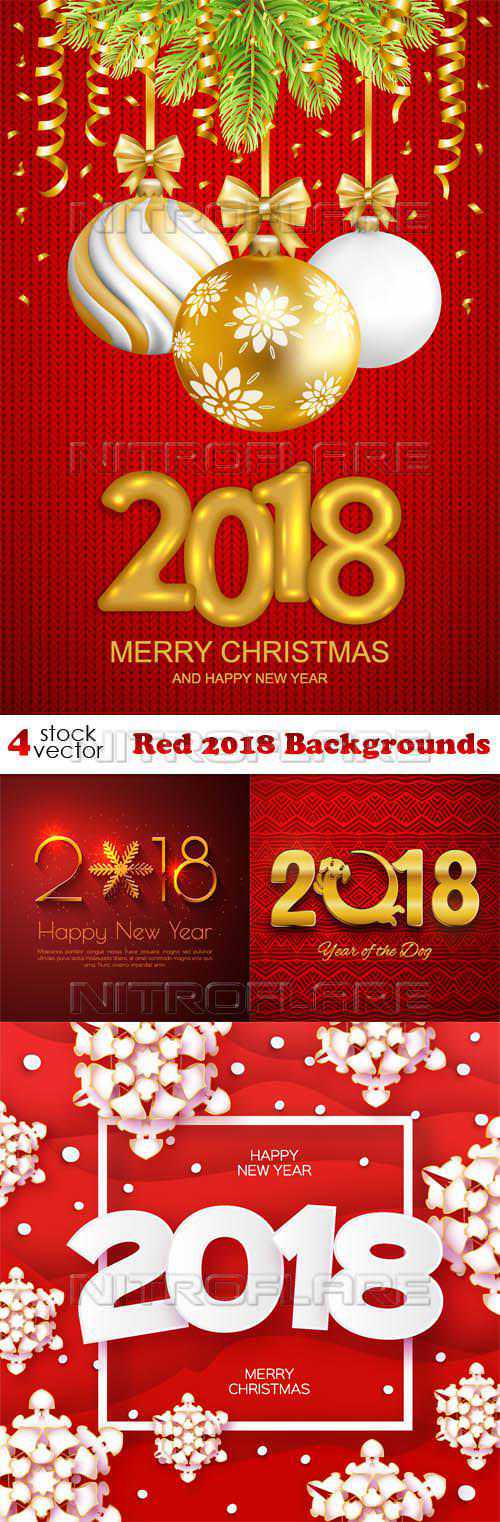 NITROFLARE
NITROFLARE
2018
MERRY CHRISTMAS
AND HAPPY NEW YEAR
4 stock vector Red 2018 Backgrounds
NITROFLARE
2018
Happy New Year
2018
Year of the Dog
NITROFLARE
HAPPY
NEW YEAR
2018
NITROFLARE
MERRY
CHRISTMAS